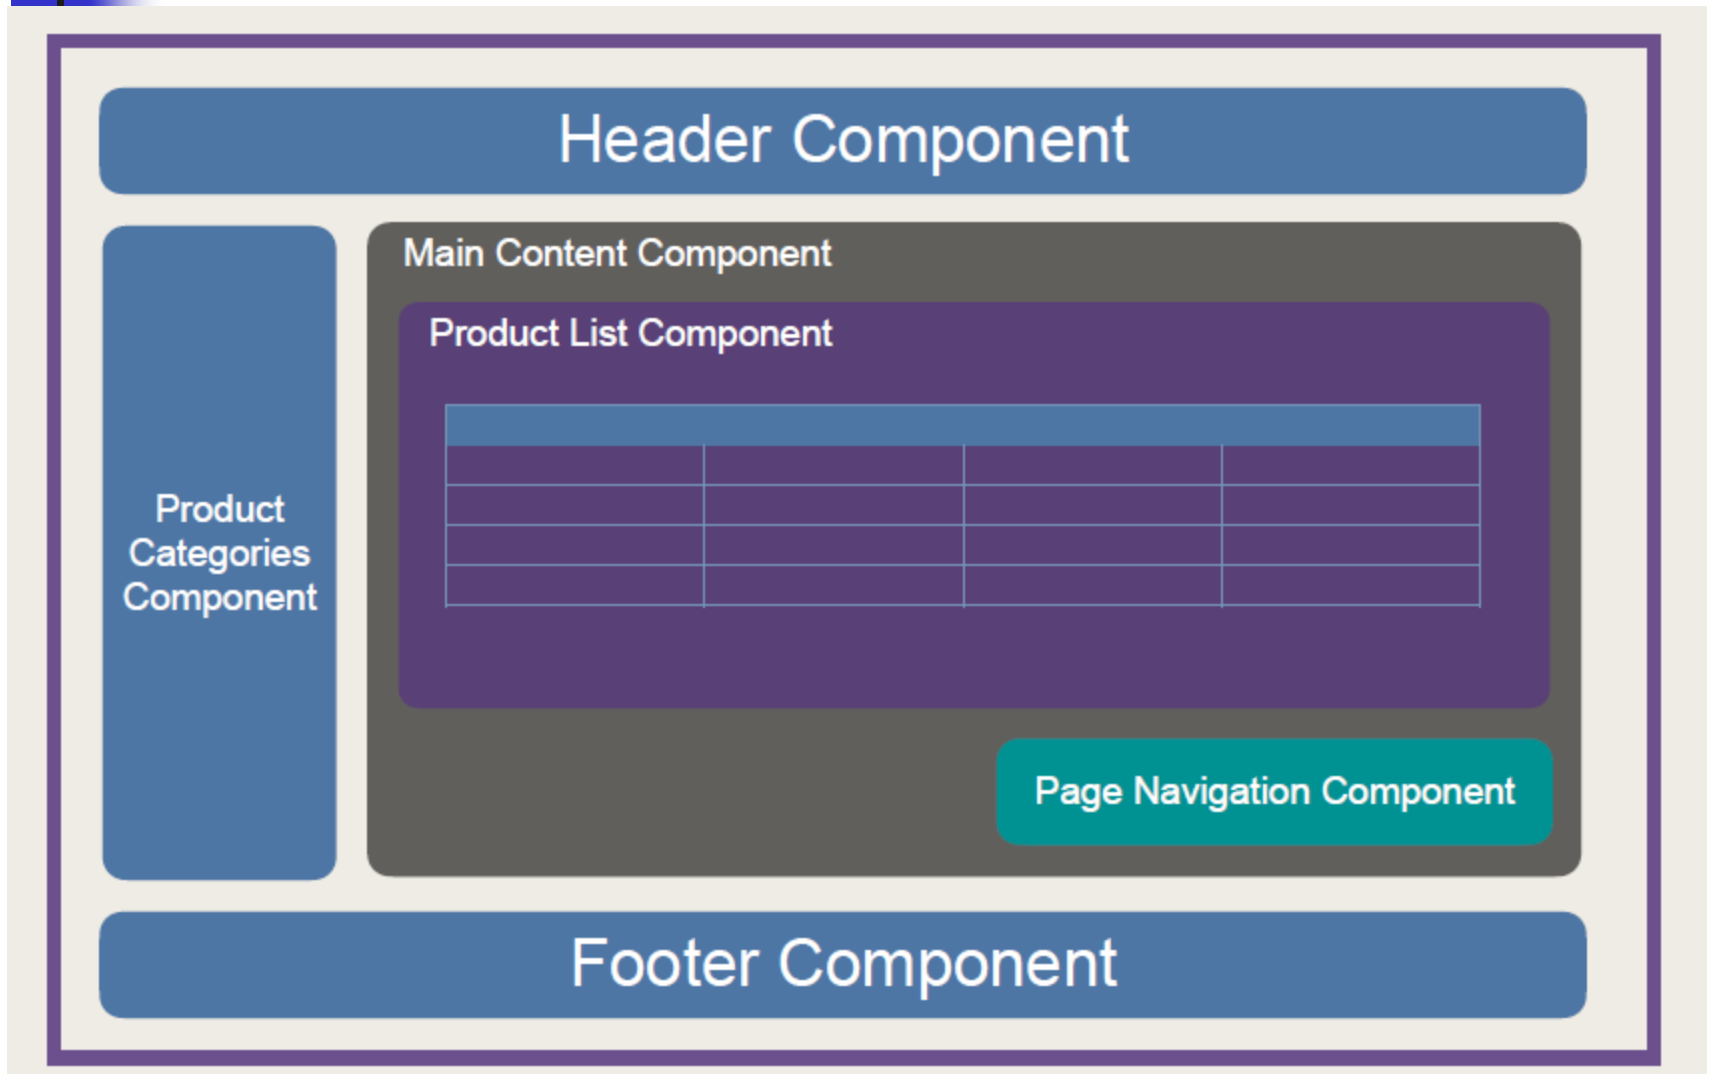 Header Component
Main Content Component
Product List Component
Product
Categories
Component
Page Navigation Component
Footer Component